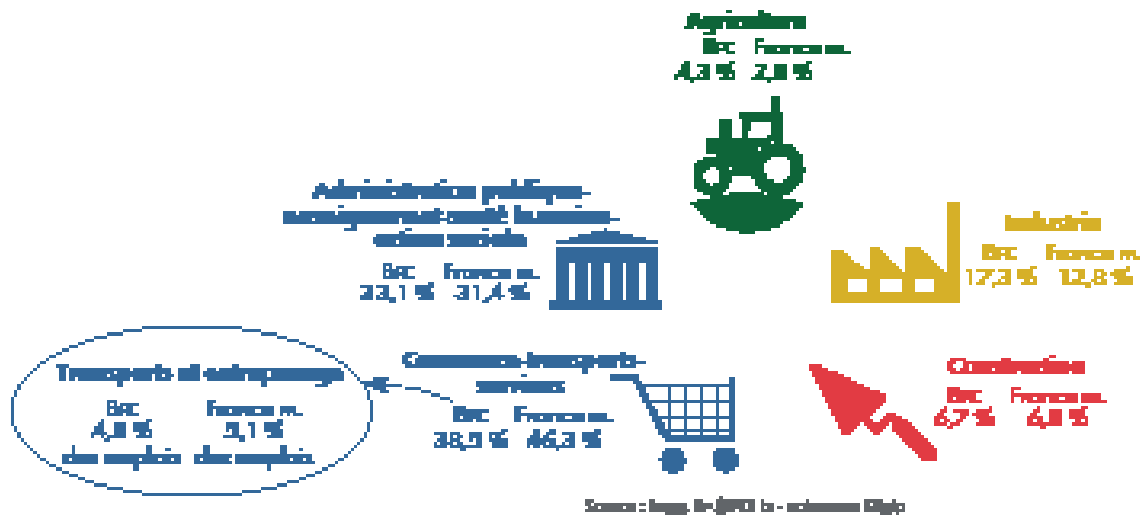 Agriculture
BFC France m.
4,3 % 2,8 %
Administration publique-
enseignement-santé humaine-
action sociale
BFC France m.
33,1 % 31,4 %
Industrie
BFC France m.
17,3 % 12,8 %
Commerce-transports-
services
BFC France m.
38,5 % 46,3 %
Construction
BFC France m.
6,7 % 6,8 %
Transports et entreposage
BFC France m.
4,8 % 5,1 %
des emplois des emplois
Source : Insee,